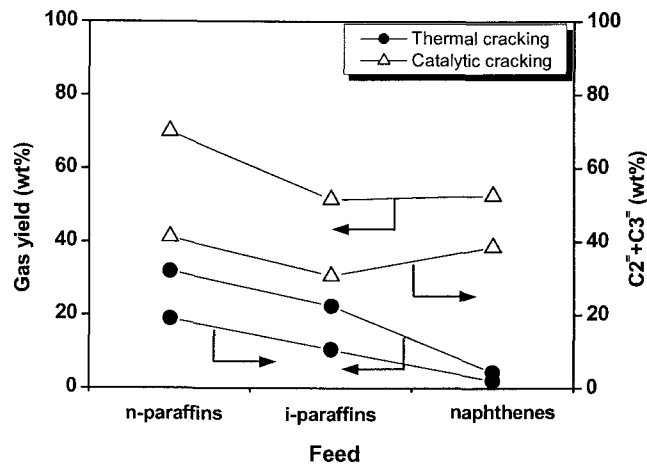 Thermal cracking
Catalytic cracking
Gas yield (wt%)
100
80
60
40
20
0
100
80
60
40
20
0
C2⁼+C3⁼ (wt%)
n-paraffins i-paraffins naphthenes
Feed